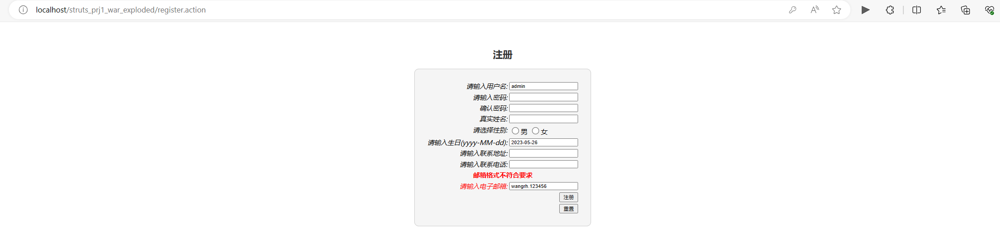 localhost/struts_prj1_war_exploded/register.action
注册
请输入用户名: admin
请输入密码:
确认密码:
真实姓名:
请选择性别: 男 女
请输入生日(yyyy-MM-dd): 2023-05-26
请输入联系地址:
请输入联系电话:
邮箱格式不符合要求
请输入电子邮箱: wangrh.123456
注册
重置